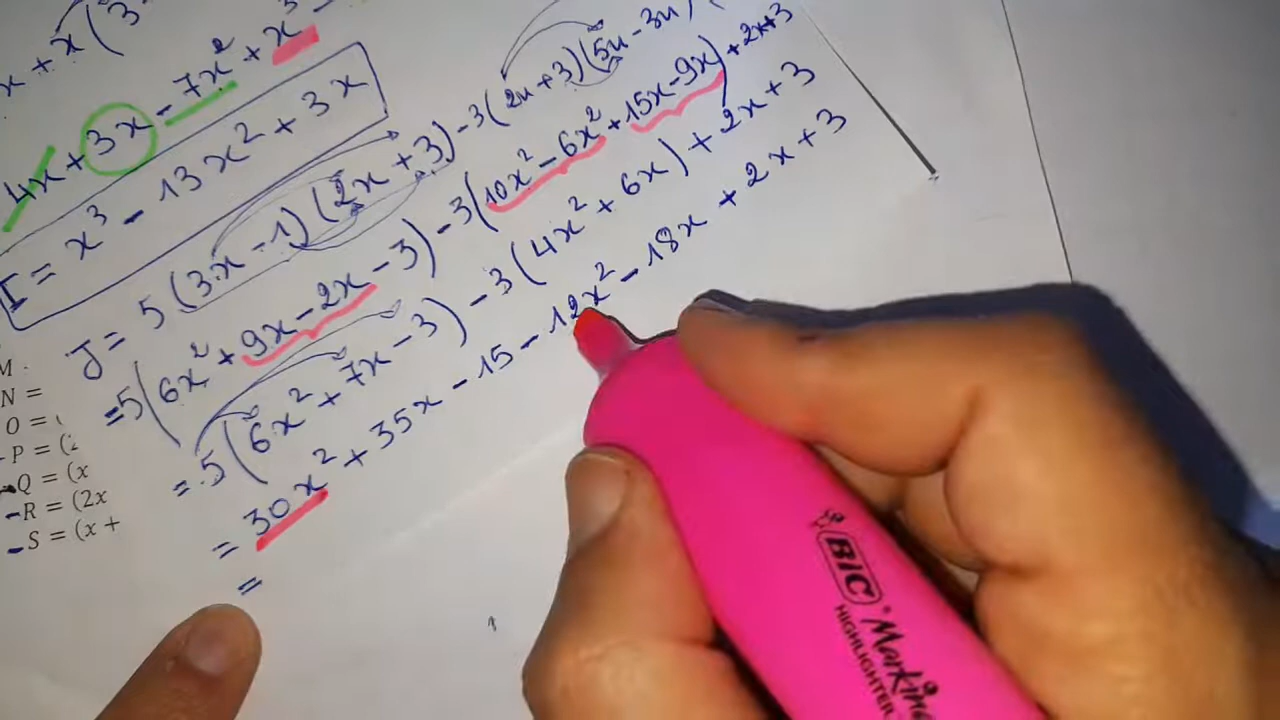 x + x(3
4x + 3x - 7x² + x³
I = x³ - 13x² + 3x
J = 5(3x - 1)(2x + 3) - 3(2x + 3)(5x - 3x)
= 5(6x² + 9x - 2x - 3) - 3(10x² - 6x² + 15x - 9x) + 2x + 3
= 5(6x² + 7x - 3) - 3(4x² + 6x) + 2x + 3
= 30x² + 35x - 15 - 12x² - 18x + 2x + 3
=
M
N =
O =
- P = (2
- Q = (x
- R = (2x
- S = (x +
BIC
Marking
HIGHLIGHTER